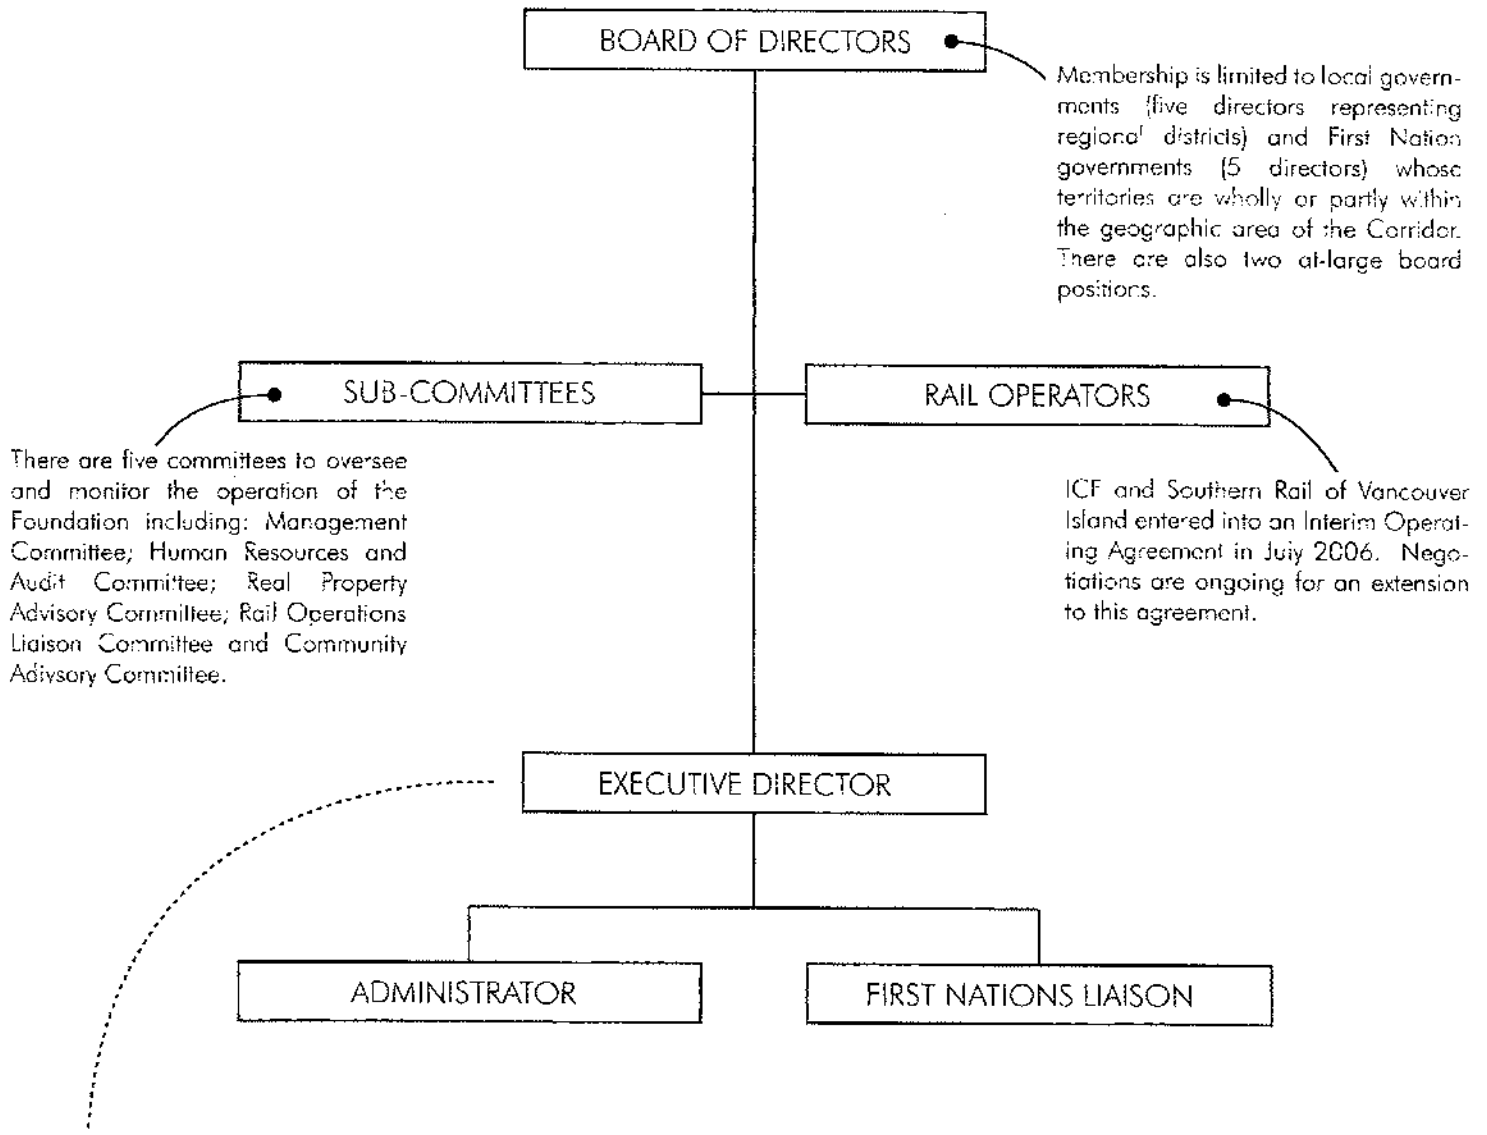 BOARD OF DIRECTORS
Membership is limited to local govern-
ments (five directors representing
regional districts) and First Nation
governments (5 directors) whose
territories are wholly or partly within
the geographic area of the Corridor.
There are also two at-large board
positions.
SUB-COMMITTEES
There are five committees to oversee
and monitor the operation of the
Foundation including: Management
Committee; Human Resources and
Audit Committee; Real Property
Advisory Committee; Rail Operations
Liaison Committee and Community
Adivsory Committee.
RAIL OPERATORS
ICF and Southern Rail of Vancouver
Island entered into an Interim Operat-
ing Agreement in July 2006. Nego-
tiations are ongoing for an extension
to this agreement.
EXECUTIVE DIRECTOR
ADMINISTRATOR
FIRST NATIONS LIAISON